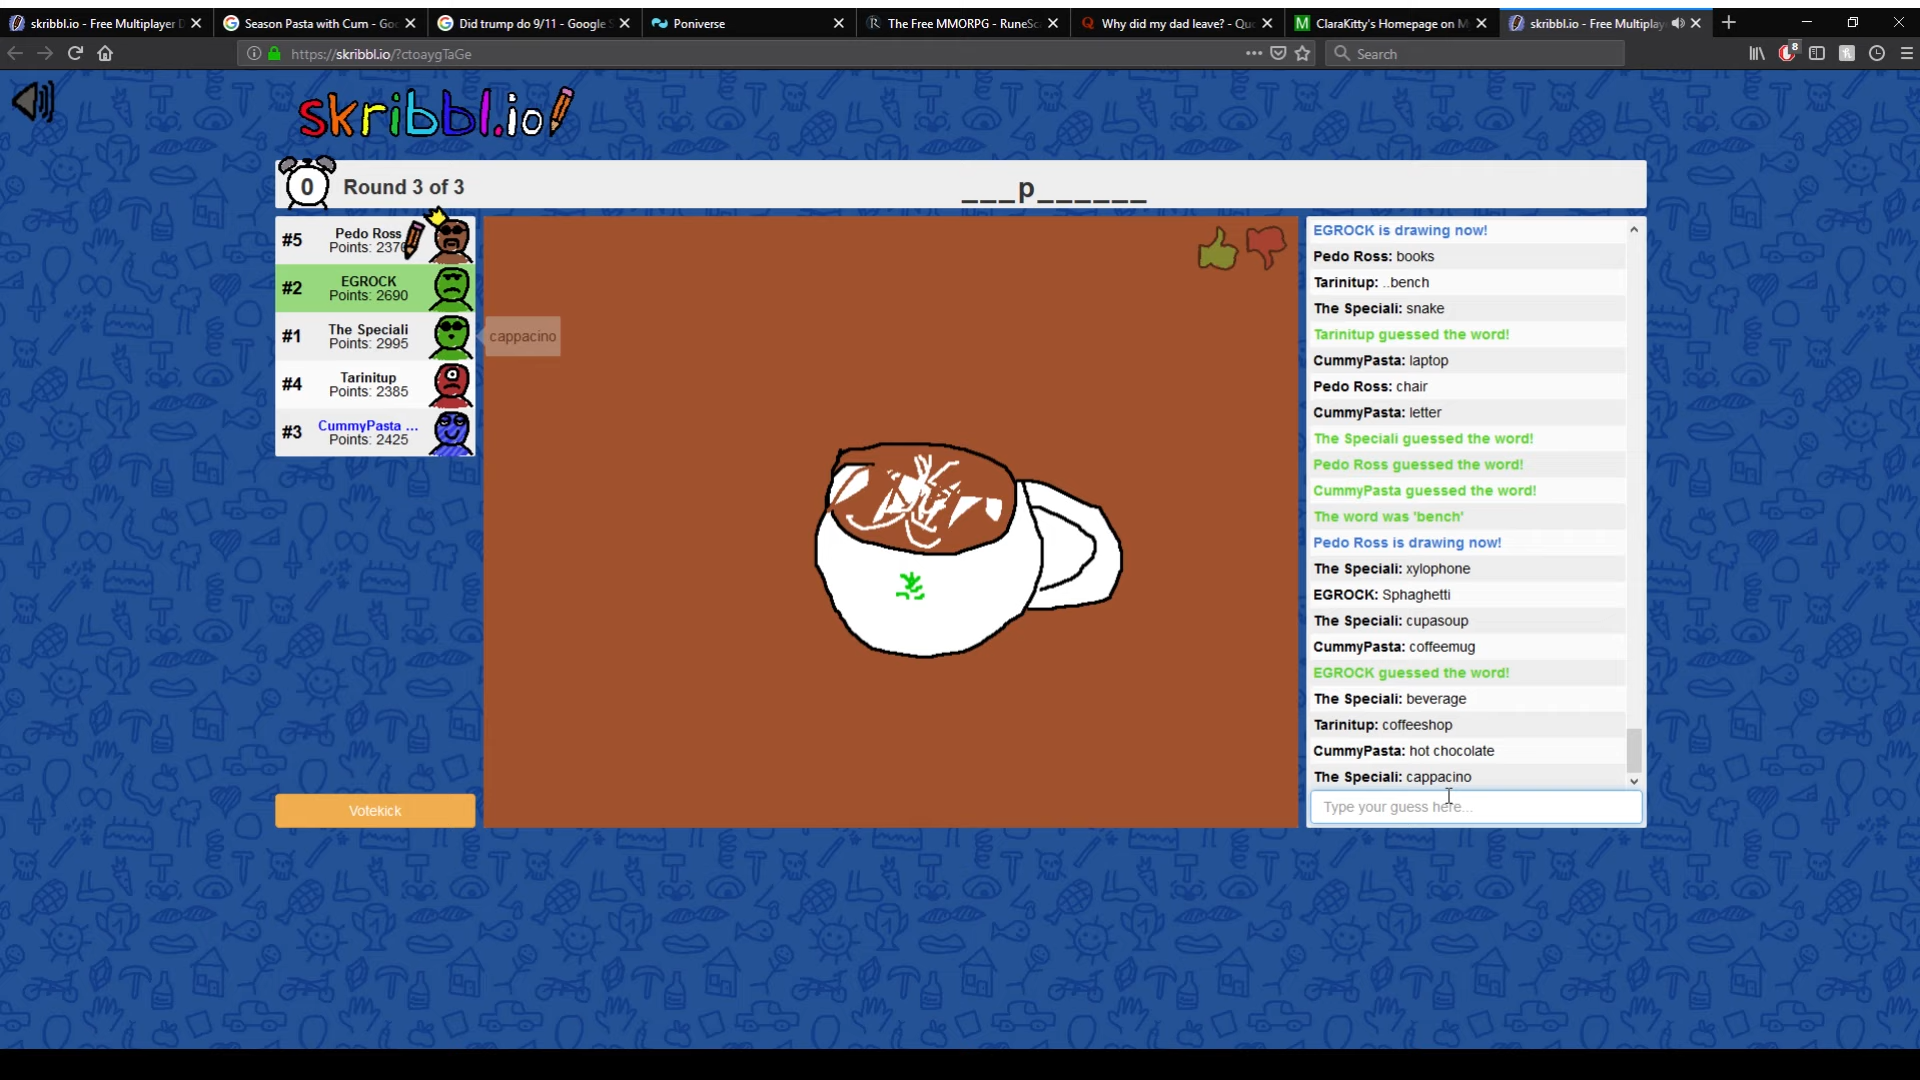 skribbl.io - Free Multiplayer D
Season Pasta with Cum - Goo
Did trump do 9/11 - Google S
Poniverse
The Free MMORPG - RuneSca
Why did my dad leave? - Quo
ClaraKitty's Homepage on M
skribbl.io - Free Multiplay
https://skribbl.io/?ctoaygTaGe
Search
8
skribbl.io
0
Round 3 of 3
___p______
#5 Pedo Ross
Points: 2370
#2 EGROCK
Points: 2690
#1 The Speciali
Points: 2995
cappacino
#4 Tarinitup
Points: 2385
#3 CummyPasta ...
Points: 2425
Votekick
EGROCK is drawing now!
Pedo Ross: books
Tarinitup: ..bench
The Speciali: snake
Tarinitup guessed the word!
CummyPasta: laptop
Pedo Ross: chair
CummyPasta: letter
The Speciali guessed the word!
Pedo Ross guessed the word!
CummyPasta guessed the word!
The word was 'bench'
Pedo Ross is drawing now!
The Speciali: xylophone
EGROCK: Sphaghetti
The Speciali: cupasoup
CummyPasta: coffeemug
EGROCK guessed the word!
The Speciali: beverage
Tarinitup: coffeeshop
CummyPasta: hot chocolate
The Speciali: cappacino
Type your guess here...